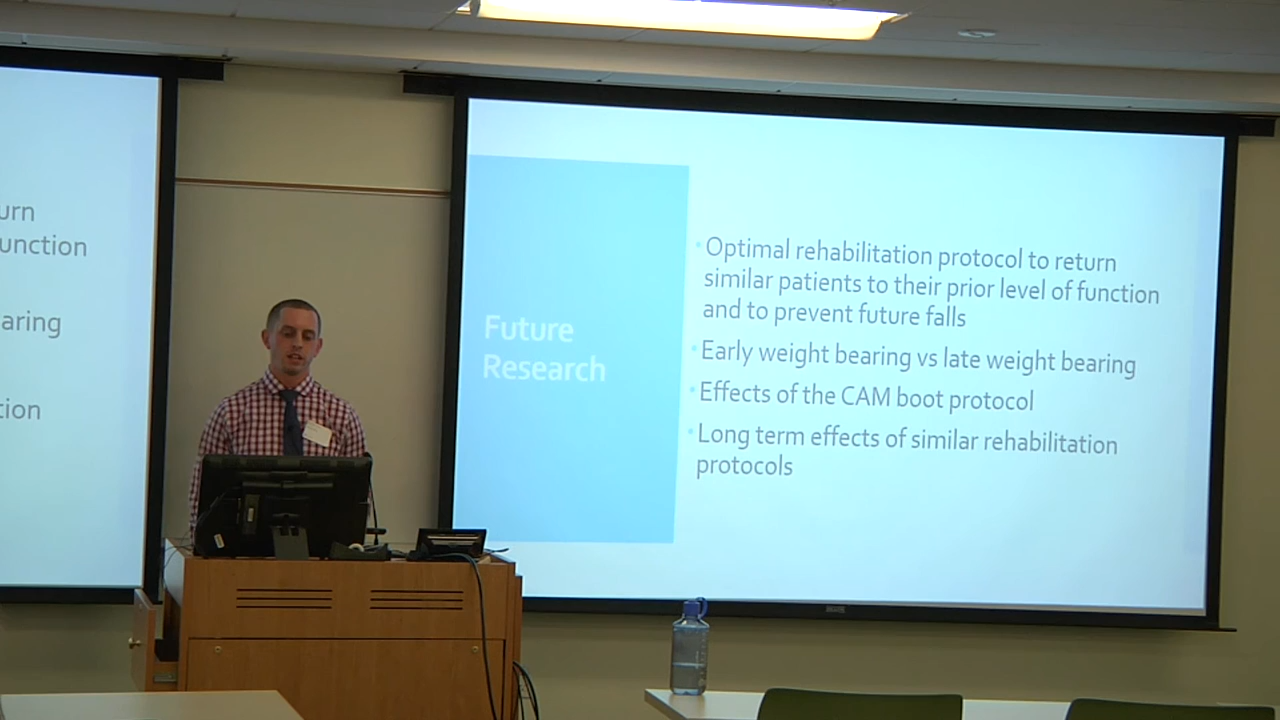 urn
unction
aring
tion
Future
Research
Optimal rehabilitation protocol to return
similar patients to their prior level of function
and to prevent future falls
Early weight bearing vs late weight bearing
Effects of the CAM boot protocol
Long term effects of similar rehabilitation
protocols